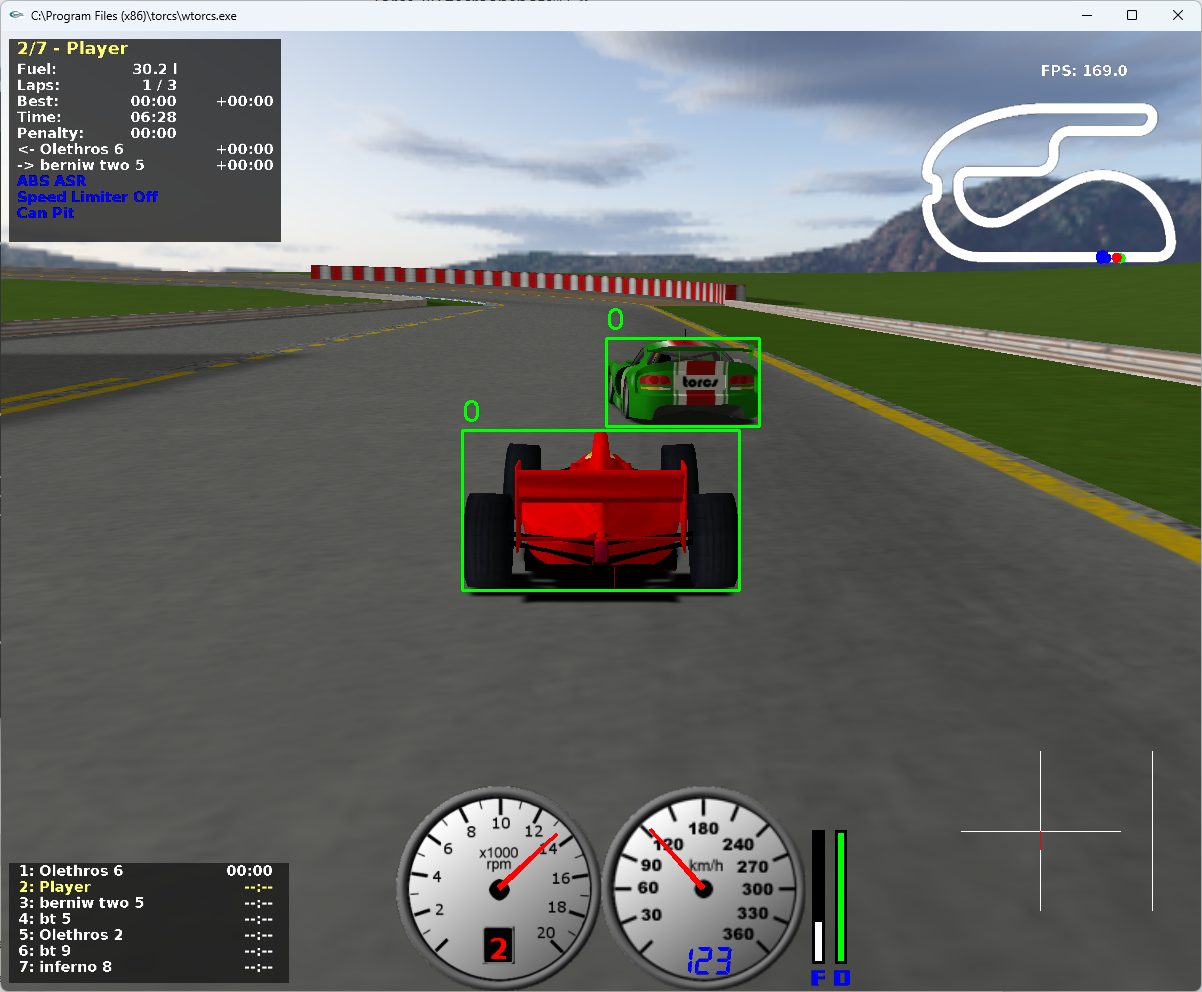 C:\Program Files (x86)\torcs\wtorcs.exe
2/7 - Player
Fuel: 30.2 l
Laps: 1 / 3
Best: 00:00 +00:00
Time: 06:28
Penalty: 00:00
<- Olethros 6 +00:00
-> berniw two 5 +00:00
ABS ASR
Speed Limiter Off
Can Pit
FPS: 169.0
0
torcs
0
2 4 6 8 10 12 14 16 18 20
x1000
rpm
2
30 60 90 120 180 240 270 300 330 360
km/h
123
F D
1: Olethros 6 00:00
2: Player --:--
3: berniw two 5 --:--
4: bt 5 --:--
5: Olethros 2 --:--
6: bt 9 --:--
7: inferno 8 --:--